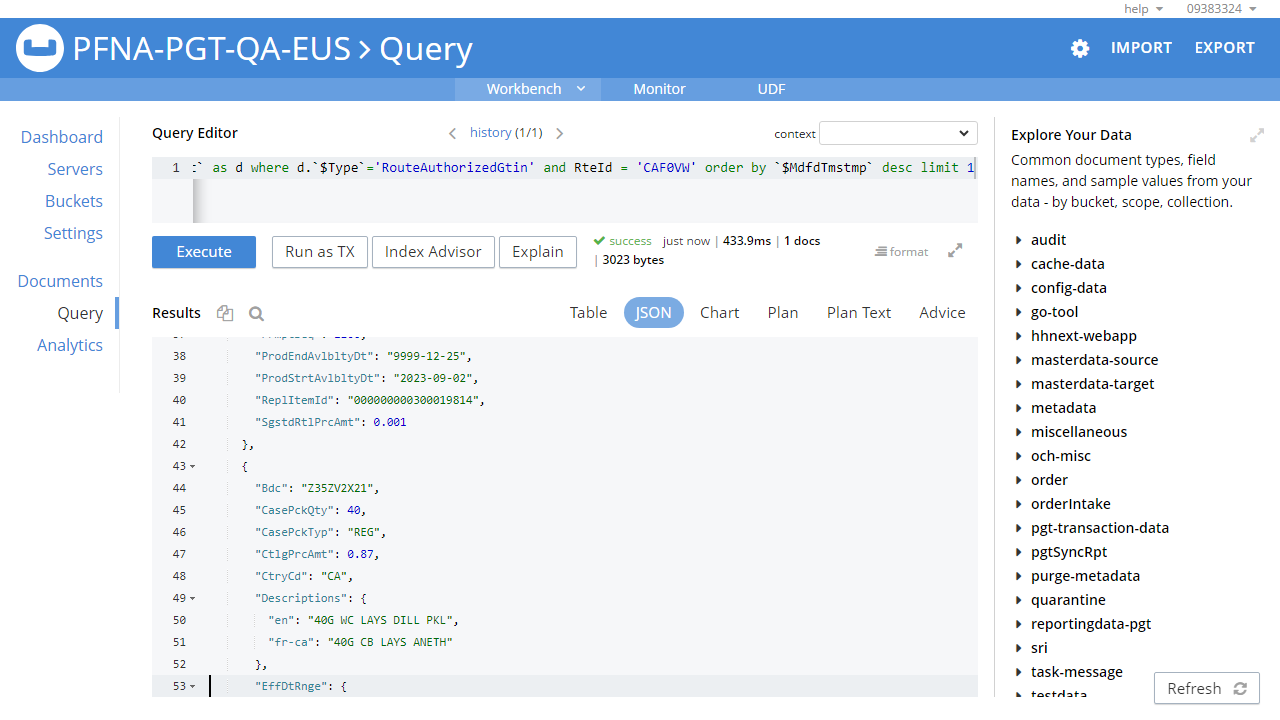 help
09383324
PFNA-PGT-QA-EUS > Query
IMPORT
EXPORT
Workbench
Monitor
UDF
Dashboard
Servers
Buckets
Settings
Documents
Query
Analytics
Query Editor
history (1/1)
context
1 :` as d where d.`$Type`='RouteAuthorizedGtin' and RteId = 'CAF0VW' order by `$MdfdTmstmp` desc limit 1
Execute
Run as TX
Index Advisor
Explain
success just now | 433.9ms | 1 docs
| 3023 bytes
format
Results
Table
JSON
Chart
Plan
Plan Text
Advice
38 "ProdEndAvlbltyDt": "9999-12-25",
39 "ProdStrtAvlbltyDt": "2023-09-02",
40 "ReplItemId": "000000000300019814",
41 "SgstdRtlPrcAmt": 0.001
42 },
43 {
44 "Bdc": "Z35ZV2X21",
45 "CasePckQty": 40,
46 "CasePckTyp": "REG",
47 "CtlgPrcAmt": 0.87,
48 "CtryCd": "CA",
49 "Descriptions": {
50 "en": "40G WC LAYS DILL PKL",
51 "fr-ca": "40G CB LAYS ANETH"
52 },
53 "EffDtRnge": {
Explore Your Data
Common document types, field
names, and sample values from your
data - by bucket, scope, collection.
audit
cache-data
config-data
go-tool
hhnext-webapp
masterdata-source
masterdata-target
metadata
miscellaneous
och-misc
order
orderIntake
pgt-transaction-data
pgtSyncRpt
purge-metadata
quarantine
reportingdata-pgt
sri
task-message
testdata
Refresh